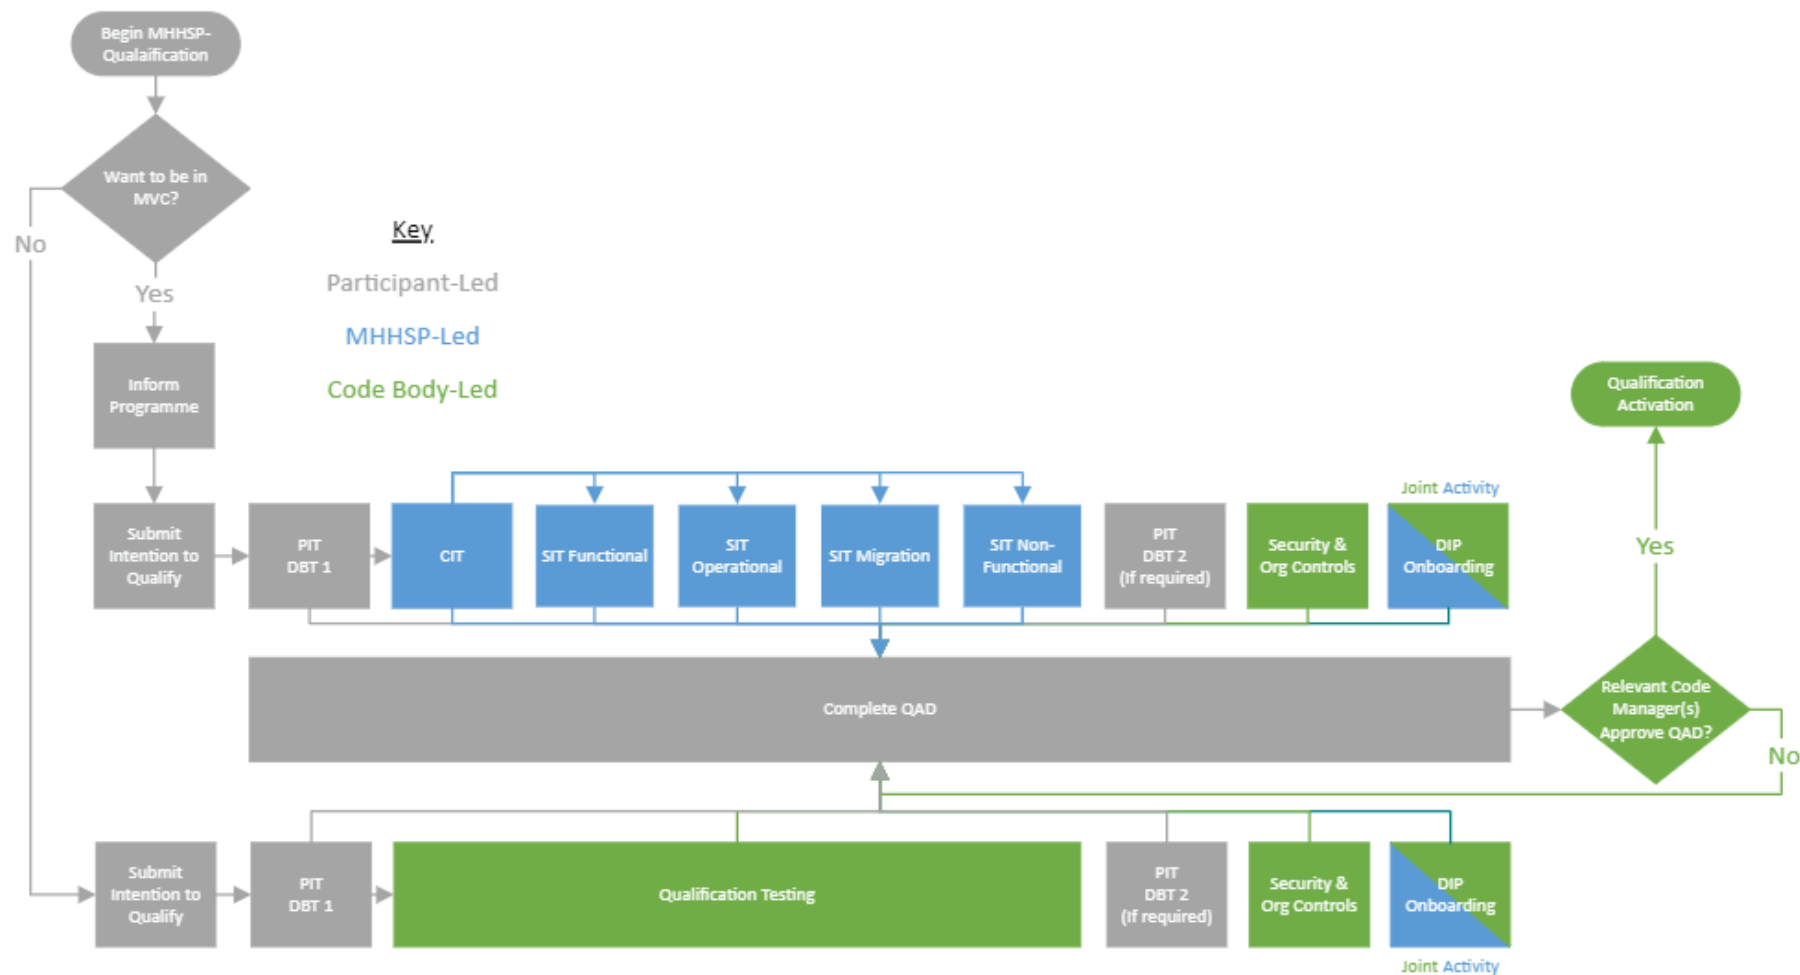 Begin MHHSP-
Qualaification
Want to be in
MVC?
No
Yes
Key
Participant-Led
MHHSP-Led
Code Body-Led
Inform
Programme
Qualification
Activation
Submit
Intention to
Qualify
PIT
DBT 1
CIT
SIT Functional
SIT
Operational
SIT Migration
SIT Non-
Functional
PIT
DBT 2
(If required)
Security &
Org Controls
Joint Activity
DIP
Onboarding
Yes
Complete QAD
Relevant Code
Manager(s)
Approve QAD?
No
Submit
Intention to
Qualify
PIT
DBT 1
Qualification Testing
PIT
DBT 2
(If required)
Security &
Org Controls
DIP
Onboarding
Joint Activity